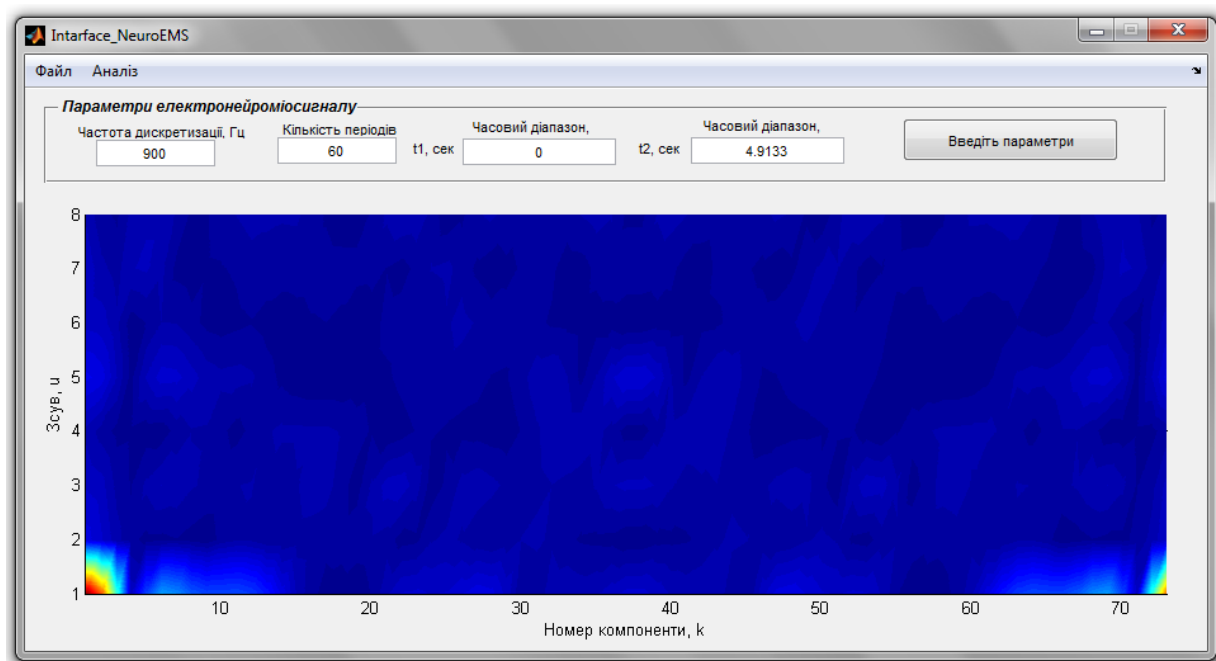 Intarface_NeuroEMS
Файл Аналіз
Параметри електронейроміосигналу
Частота дискретизації, Гц
900
Кількість періодів
60
t1, сек
Часовий діапазон,
0
t2, сек
Часовий діапазон,
4.9133
Введіть параметри
8
7
6
5
4
3
2
1
Зсув, u
10 20 30 40 50 60 70
Номер компоненти, k